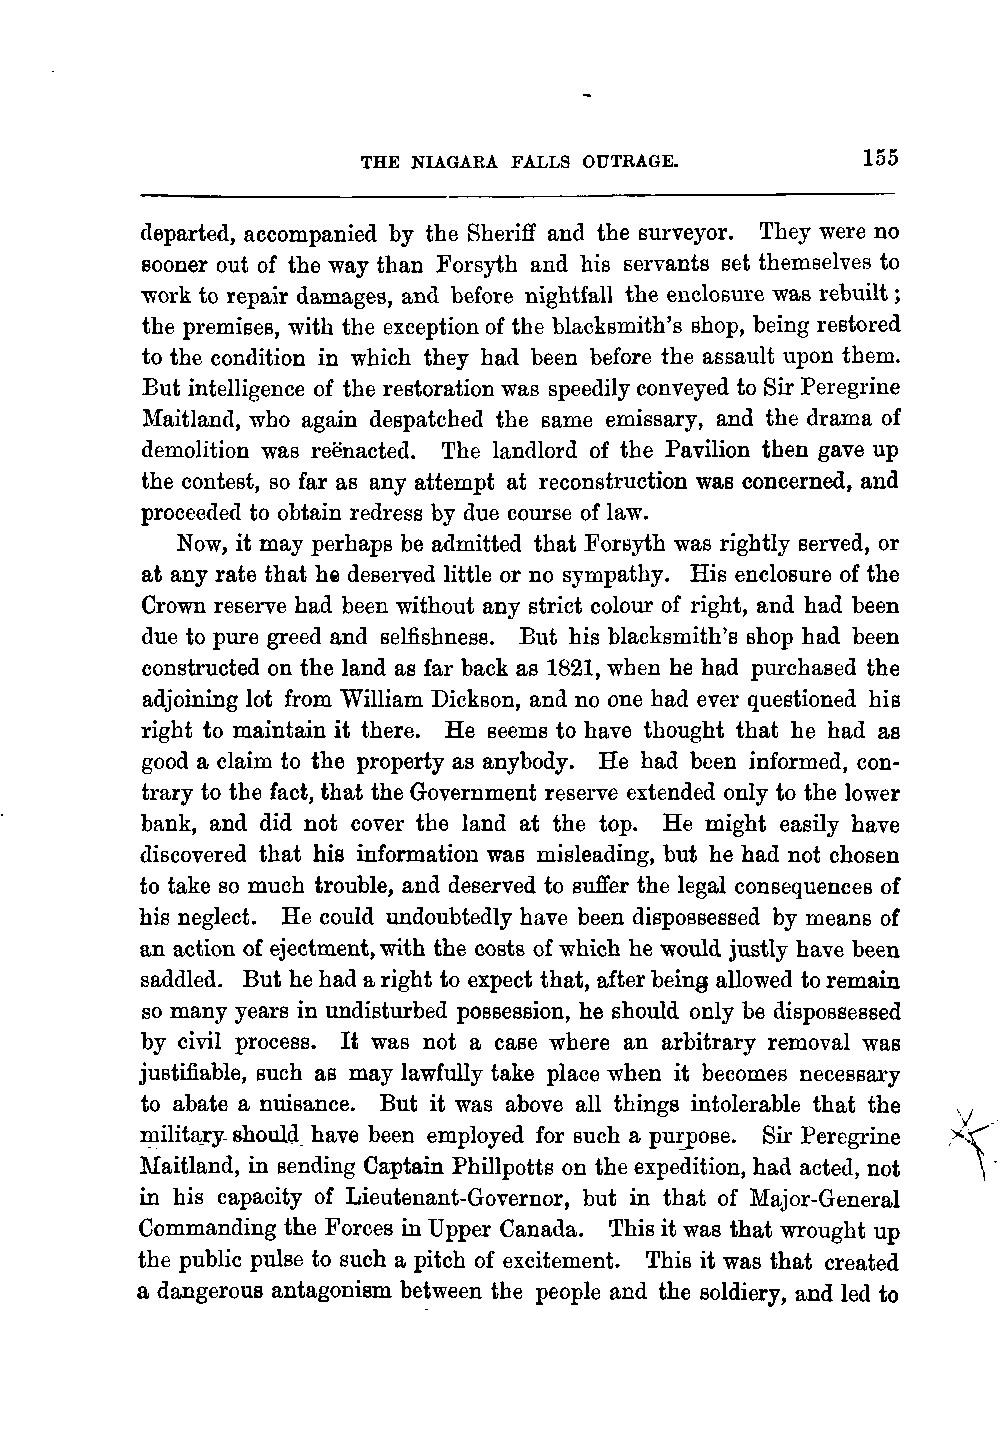 THE NIAGARA FALLS OUTRAGE. 155
departed, accompanied by the Sheriff and the surveyor. They were no
sooner out of the way than Forsyth and his servants set themselves to
work to repair damages, and before nightfall the enclosure was rebuilt;
the premises, with the exception of the blacksmith's shop, being restored
to the condition in which they had been before the assault upon them.
But intelligence of the restoration was speedily conveyed to Sir Peregrine
Maitland, who again despatched the same emissary, and the drama of
demolition was reënacted. The landlord of the Pavilion then gave up
the contest, so far as any attempt at reconstruction was concerned, and
proceeded to obtain redress by due course of law.
Now, it may perhaps be admitted that Forsyth was rightly served, or
at any rate that he deserved little or no sympathy. His enclosure of the
Crown reserve had been without any strict colour of right, and had been
due to pure greed and selfishness. But his blacksmith's shop had been
constructed on the land as far back as 1821, when he had purchased the
adjoining lot from William Dickson, and no one had ever questioned his
right to maintain it there. He seems to have thought that he had as
good a claim to the property as anybody. He had been informed, con-
trary to the fact, that the Government reserve extended only to the lower
bank, and did not cover the land at the top. He might easily have
discovered that his information was misleading, but he had not chosen
to take so much trouble, and deserved to suffer the legal consequences of
his neglect. He could undoubtedly have been dispossessed by means of
an action of ejectment, with the costs of which he would justly have been
saddled. But he had a right to expect that, after being allowed to remain
so many years in undisturbed possession, he should only be dispossessed
by civil process. It was not a case where an arbitrary removal was
justifiable, such as may lawfully take place when it becomes necessary
to abate a nuisance. But it was above all things intolerable that the
military should have been employed for such a purpose. Sir Peregrine
Maitland, in sending Captain Phillpotts on the expedition, had acted, not
in his capacity of Lieutenant-Governor, but in that of Major-General
Commanding the Forces in Upper Canada. This it was that wrought up
the public pulse to such a pitch of excitement. This it was that created
a dangerous antagonism between the people and the soldiery, and led to